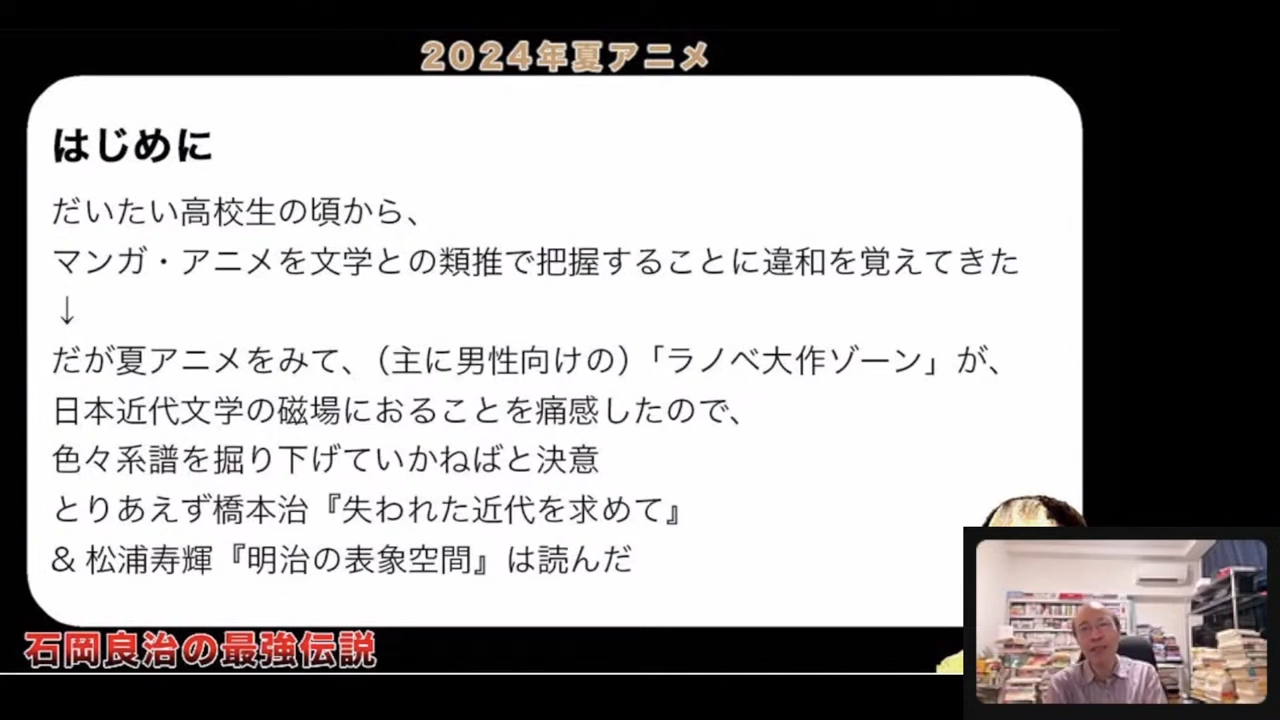 2024年夏アニメ
はじめに
だいたい高校生の頃から、
マンガ・アニメを文学との類推で把握することに違和を覚えてきた
↓
だが夏アニメをみて、（主に男性向けの）「ラノベ大作ゾーン」が、
日本近代文学の磁場におることを痛感したので、
色々系譜を掘り下げていかねばと決意
とりあえず橋本治『失われた近代を求めて』
& 松浦寿輝『明治の表象空間』は読んだ
石岡良治の最強伝説